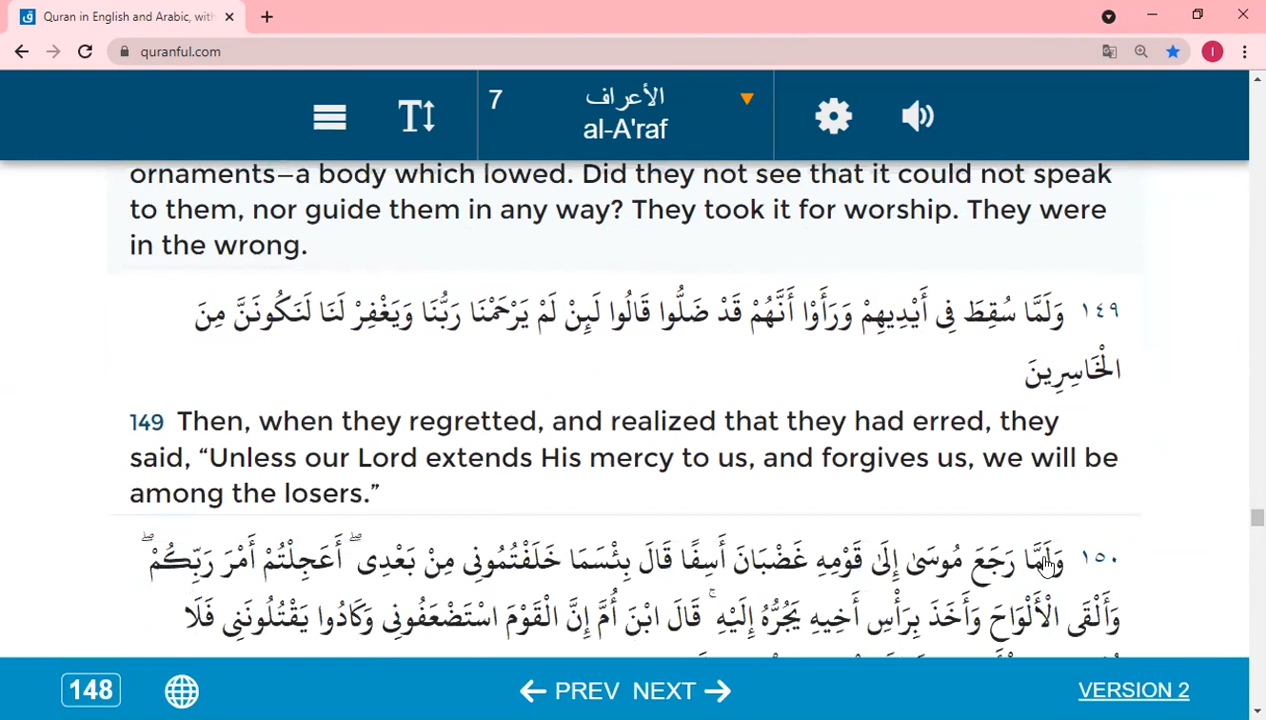 Quran in English and Arabic, with
quranful.com
I
7
الأعراف
al-A'raf
ornaments—a body which lowed. Did they not see that it could not speak
to them, nor guide them in any way? They took it for worship. They were
in the wrong.
١٤٩ وَلَمَّا سُقِطَ فِى أَيْدِيهِمْ وَرَأَوْا أَنَّهُمْ قَدْ ضَلُّوا قَالُوا لَئِنْ لَمْ يَرْحَمْنَا رَبُّنَا وَيَغْفِرْ لَنَا لَنَكُونَنَّ مِنَ
الْخَاسِرِينَ
149 Then, when they regretted, and realized that they had erred, they
said, “Unless our Lord extends His mercy to us, and forgives us, we will be
among the losers.”
١٥٠ وَلَمَّا رَجَعَ مُوسَىٰ إِلَىٰ قَوْمِهِ غَضْبَانَ أَسِفًا قَالَ بِئْسَمَا خَلَفْتُمُونِى مِنْ بَعْدِى ۖ أَعَجِلْتُمْ أَمْرَ رَبِّكُمْ ۖ
وَأَلْقَى الْأَلْوَاحَ وَأَخَذَ بِرَأْسِ أَخِيهِ يَجُرُّهُ إِلَيْهِ ۚ قَالَ ابْنَ أُمَّ إِنَّ الْقَوْمَ اسْتَضْعَفُونِى وَكَادُوا يَقْتُلُونَنِى فَلَا
148
PREV NEXT
VERSION 2